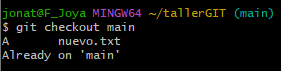 jonat@F_Joya MINGW64 ~/tallerGIT (main)
$ git checkout main
A       nuevo.txt
Already on 'main'